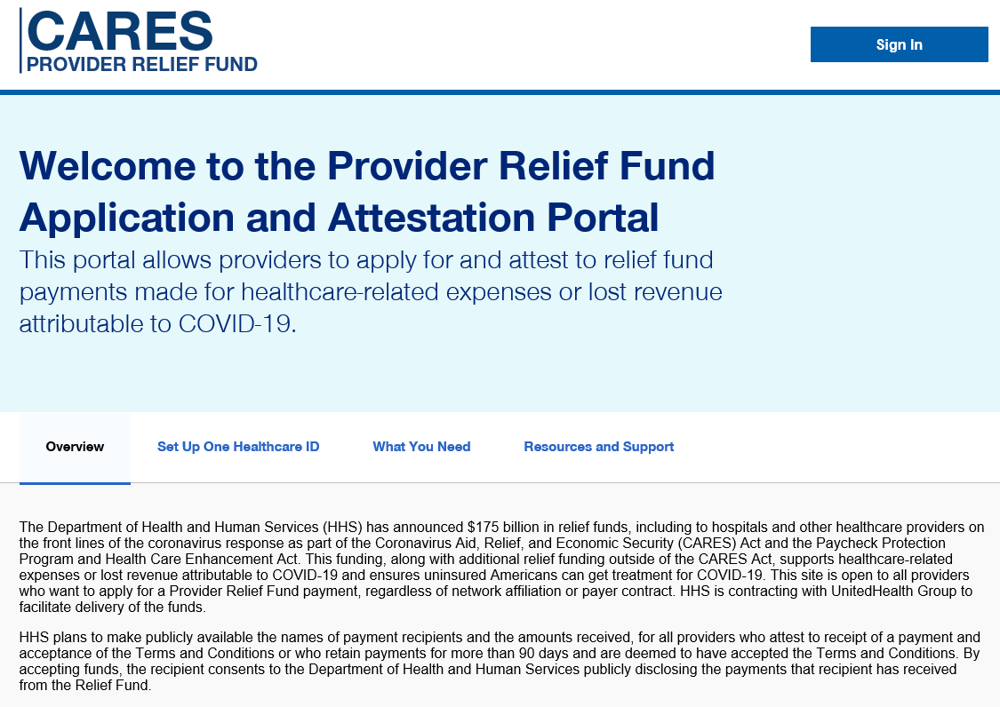 CARES
PROVIDER RELIEF FUND
Sign In
Welcome to the Provider Relief Fund
Application and Attestation Portal
This portal allows providers to apply for and attest to relief fund
payments made for healthcare-related expenses or lost revenue
attributable to COVID-19.
Overview
Set Up One Healthcare ID
What You Need
Resources and Support
The Department of Health and Human Services (HHS) has announced $175 billion in relief funds, including to hospitals and other healthcare providers on
the front lines of the coronavirus response as part of the Coronavirus Aid, Relief, and Economic Security (CARES) Act and the Paycheck Protection
Program and Health Care Enhancement Act. This funding, along with additional relief funding outside of the CARES Act, supports healthcare-related
expenses or lost revenue attributable to COVID-19 and ensures uninsured Americans can get treatment for COVID-19. This site is open to all providers
who want to apply for a Provider Relief Fund payment, regardless of network affiliation or payer contract. HHS is contracting with UnitedHealth Group to
facilitate delivery of the funds.
HHS plans to make publicly available the names of payment recipients and the amounts received, for all providers who attest to receipt of a payment and
acceptance of the Terms and Conditions or who retain payments for more than 90 days and are deemed to have accepted the Terms and Conditions. By
accepting funds, the recipient consents to the Department of Health and Human Services publicly disclosing the payments that recipient has received
from the Relief Fund.